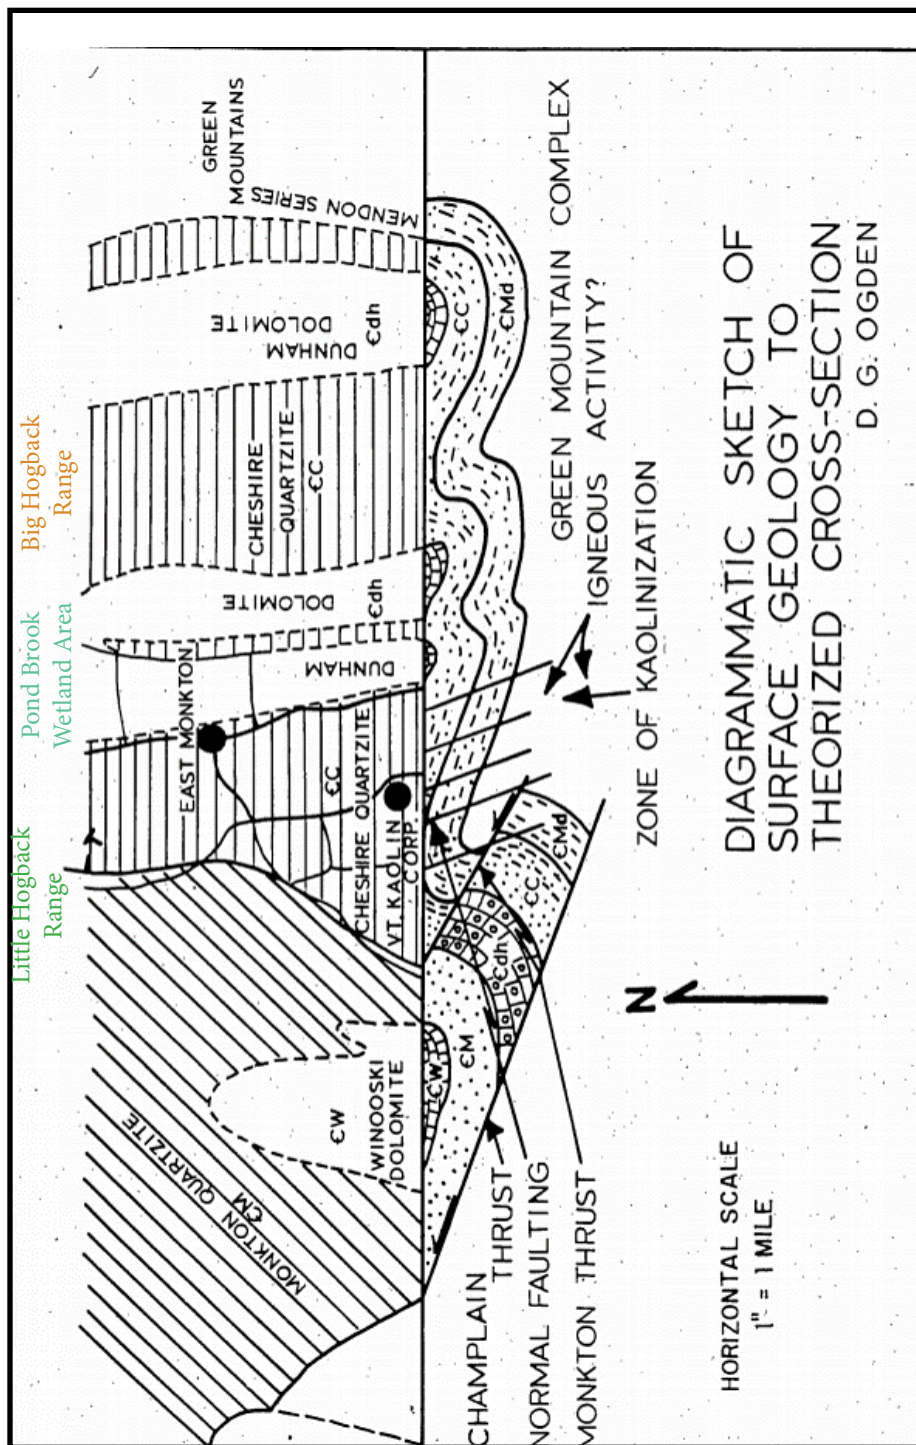 GREEN
MOUNTAINS
MENDON SERIES
DUNHAM
DOLOMITE
Єdh
CHESHIRE
QUARTZITE
ЄC
DOLOMITE
Єdh
DUNHAM
EAST MONKTON
ЄC
CHESHIRE QUARTZITE
VT. KAOLIN
CORP.
T
MONKTON QUARTZITE
ЄM
ЄW
WINOOSKI
DOLOMITE
Big Hogback
Range
Pond Brook
Wetland Area
Little Hogback
Range
ЄC
ЄMd
ЄMd
ЄC
Єdh
ЄM
ЄW
GREEN MOUNTAIN COMPLEX
IGNEOUS ACTIVITY?
ZONE OF KAOLINIZATION
CHAMPLAIN
THRUST
NORMAL FAULTING
MONKTON THRUST
N
HORIZONTAL SCALE
1" = 1 MILE
DIAGRAMMATIC SKETCH OF
SURFACE GEOLOGY TO
THEORIZED CROSS-SECTION
D. G. OGDEN